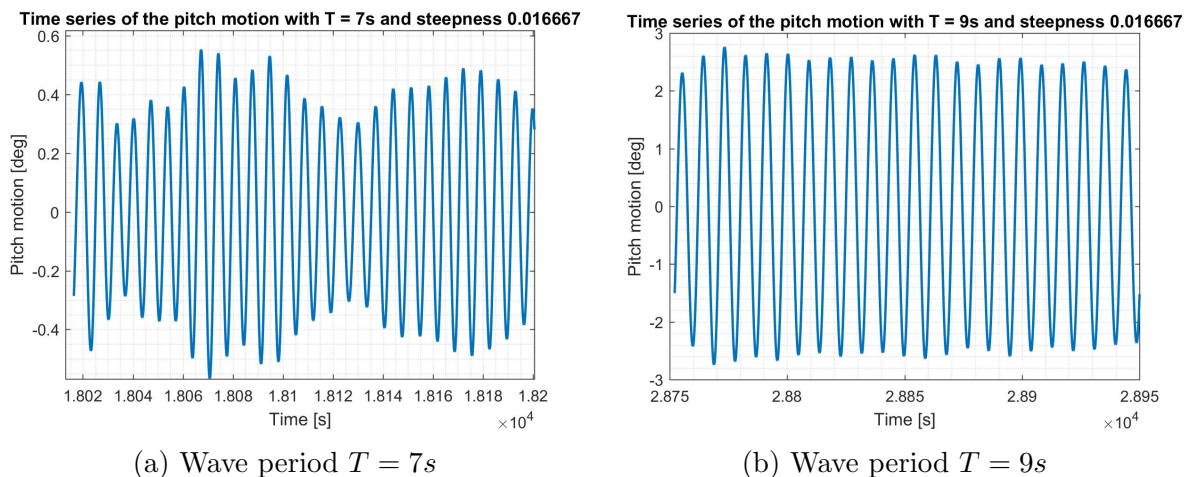 Time series of the pitch motion with T = 7s and steepness 0.016667
0.6
0.4
0.2
0
-0.2
-0.4
Pitch motion [deg]
1.802 1.804 1.806 1.808 1.81 1.812 1.814 1.816 1.818 1.82
Time [s]
×10⁴
(a) Wave period T = 7s
Time series of the pitch motion with T = 9s and steepness 0.016667
3
2
1
0
-1
-2
-3
Pitch motion [deg]
2.875 2.88 2.885 2.89 2.895
Time [s]
×10⁴
(b) Wave period T = 9s